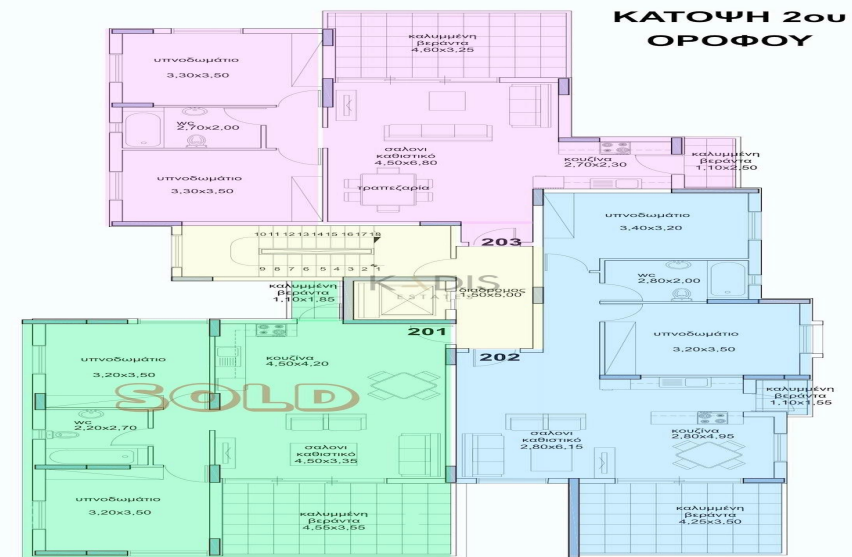 ΚΑΤΟΨΗ 2ου
ΟΡΟΦΟΥ
καλυμμένη
βεράντα
4,60x3,25
υπνοδωμάτιο
3,30x3,50
wc
2,70x2,00
σαλονι
καθιστικό
4,50x6,80
τραπεζαρία
κουζίνα
2,70x2,30
καλυμμένη
βεράντα
1,10x2,50
υπνοδωμάτιο
3,30x3,50
203
υπνοδωμάτιο
3,40x3,20
10 11 12 13 14 15 16 17 18
9 8 7 6 5 4 3 2 1
KADIS
ESTATES
διάδρομος
1,50x5,00
wc
2,80x2,00
καλυμμένη
βεράντα
1,10x1,85
201
202
υπνοδωμάτιο
3,20x3,50
κουζίνα
4,50x4,20
υπνοδωμάτιο
3,20x3,50
SOLD
καλυμμένη
βεράντα
1,10x1,55
wc
2,20x2,70
σαλονι
καθιστικό
4,50x3,35
σαλονι
καθιστικό
2,80x6,15
κουζίνα
2,80x4,95
υπνοδωμάτιο
3,20x3,50
καλυμμένη
βεράντα
4,55x3,55
καλυμμένη
βεράντα
4,25x3,50